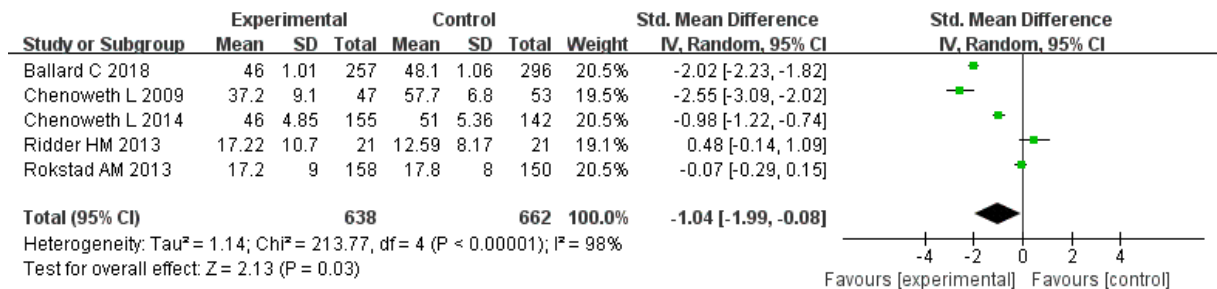 Experimental Control Std. Mean Difference Std. Mean Difference
Study or Subgroup Mean SD Total Mean SD Total Weight IV, Random, 95% CI IV, Random, 95% CI
Ballard C 2018 46 1.01 257 48.1 1.06 296 20.5% -2.02 [-2.23, -1.82]
Chenoweth L 2009 37.2 9.1 47 57.7 6.8 53 19.5% -2.55 [-3.09, -2.02]
Chenoweth L 2014 46 4.85 155 51 5.36 142 20.5% -0.98 [-1.22, -0.74]
Ridder HM 2013 17.22 10.7 21 12.59 8.17 21 19.1% 0.48 [-0.14, 1.09]
Rokstad AM 2013 17.2 9 158 17.8 8 150 20.5% -0.07 [-0.29, 0.15]
Total (95% CI) 638 662 100.0% -1.04 [-1.99, -0.08]
Heterogeneity: Tau² = 1.14; Chi² = 213.77, df = 4 (P < 0.00001); I² = 98%
Test for overall effect: Z = 2.13 (P = 0.03)
-4 -2 0 2 4
Favours [experimental] Favours [control]